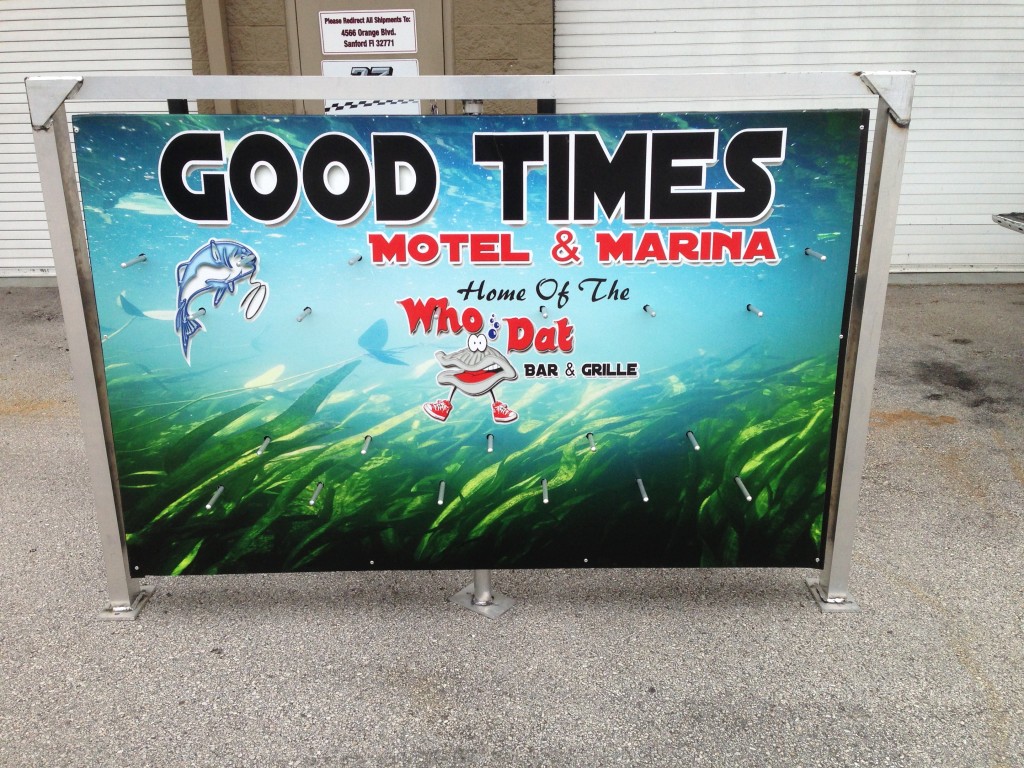 Please Redirect All Shipments To:
4566 Orange Blvd.
Sanford Fl 32771
GOOD TIMES
MOTEL & MARINA
Home Of The
Who Dat
BAR & GRILLE